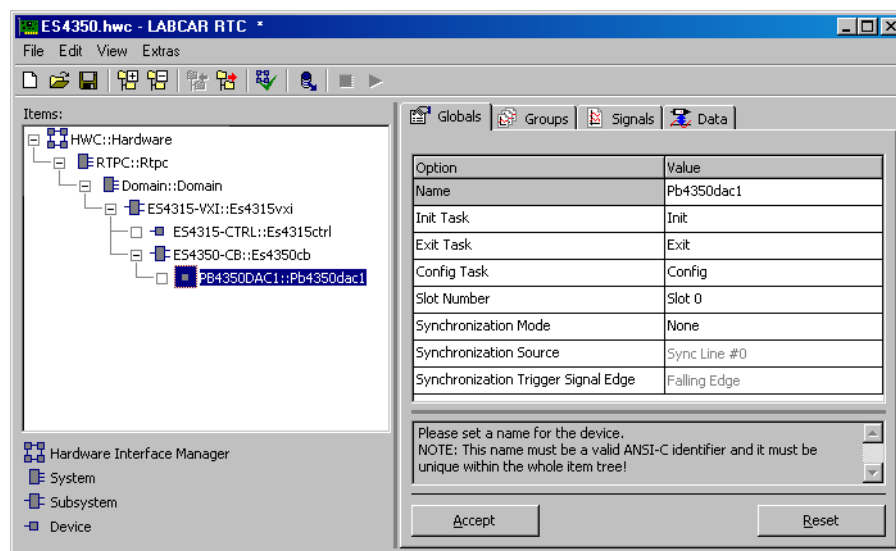 ES4350.hwc - LABCAR RTC *
File Edit View Extras
Items:
HWC::Hardware
RTPC::Rtpc
Domain::Domain
ES4315-VXI::Es4315vxi
ES4315-CTRL::Es4315ctrl
ES4350-CB::Es4350cb
PB4350DAC1::Pb4350dac1
Hardware Interface Manager
System
Subsystem
Device
Globals Groups Signals Data
Option Value
Name Pb4350dac1
Init Task Init
Exit Task Exit
Config Task Config
Slot Number Slot 0
Synchronization Mode None
Synchronization Source Sync Line #0
Synchronization Trigger Signal Edge Falling Edge
Please set a name for the device.
NOTE: This name must be a valid ANSI-C identifier and it must be
unique within the whole item tree!
Accept Reset